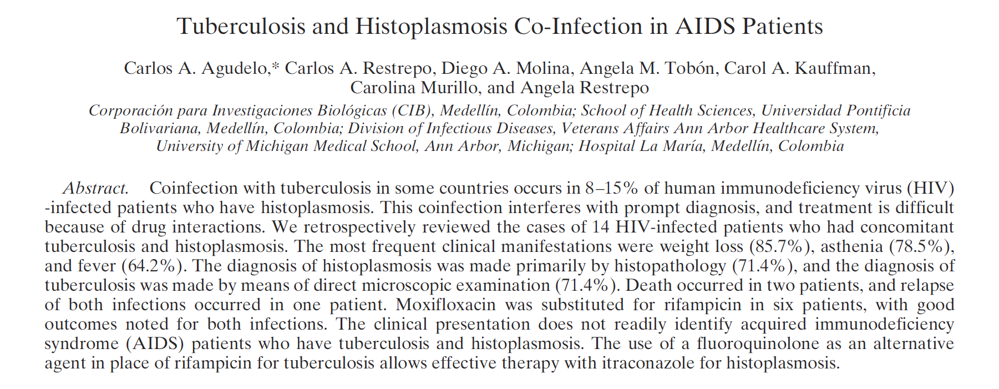 Tuberculosis and Histoplasmosis Co-Infection in AIDS Patients
Carlos A. Agudelo,* Carlos A. Restrepo, Diego A. Molina, Angela M. Tobón, Carol A. Kauffman,
Carolina Murillo, and Angela Restrepo
Corporación para Investigaciones Biológicas (CIB), Medellín, Colombia; School of Health Sciences, Universidad Pontificia
Bolivariana, Medellín, Colombia; Division of Infectious Diseases, Veterans Affairs Ann Arbor Healthcare System,
University of Michigan Medical School, Ann Arbor, Michigan; Hospital La María, Medellín, Colombia
Abstract. Coinfection with tuberculosis in some countries occurs in 8–15% of human immunodeficiency virus (HIV)
-infected patients who have histoplasmosis. This coinfection interferes with prompt diagnosis, and treatment is difficult
because of drug interactions. We retrospectively reviewed the cases of 14 HIV-infected patients who had concomitant
tuberculosis and histoplasmosis. The most frequent clinical manifestations were weight loss (85.7%), asthenia (78.5%),
and fever (64.2%). The diagnosis of histoplasmosis was made primarily by histopathology (71.4%), and the diagnosis of
tuberculosis was made by means of direct microscopic examination (71.4%). Death occurred in two patients, and relapse
of both infections occurred in one patient. Moxifloxacin was substituted for rifampicin in six patients, with good
outcomes noted for both infections. The clinical presentation does not readily identify acquired immunodeficiency
syndrome (AIDS) patients who have tuberculosis and histoplasmosis. The use of a fluoroquinolone as an alternative
agent in place of rifampicin for tuberculosis allows effective therapy with itraconazole for histoplasmosis.